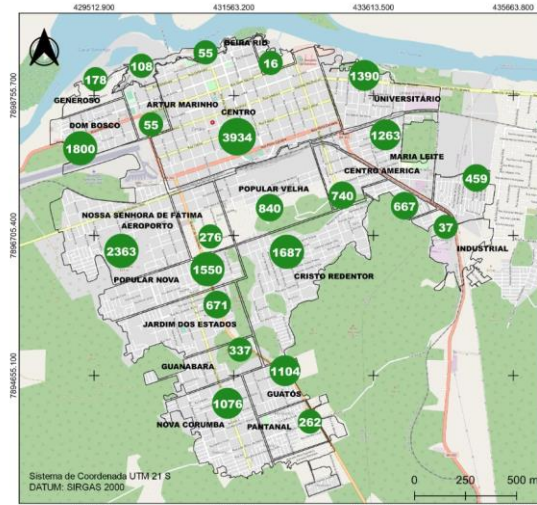 429512.900 431563.200 433613.500 435663.800
7898755.700
7896705.400
7894655.100
BEIRA RIO
55
108
16
178
1390
GENEROSO
ARTUR MARINHO
UNIVERSITÁRIO
CENTRO
DOM BOSCO
55
3934
1263
1800
MARIA LEITE
CENTRO AMERICA
459
POPULAR VELHA
740
840
667
NOSSA SENHORA DE FÁTIMA
AEROPORTO
276
37
2363
1687
INDUSTRIAL
1550
POPULAR NOVA
CRISTO REDENTOR
671
JARDIM DOS ESTADOS
337
GUANABARA
1104
GUATÓS
1076
262
NOVA CORUMBA
PANTANAL
Sistema de Coordenada UTM 21 S
DATUM: SIRGAS 2000
0 250 500 m